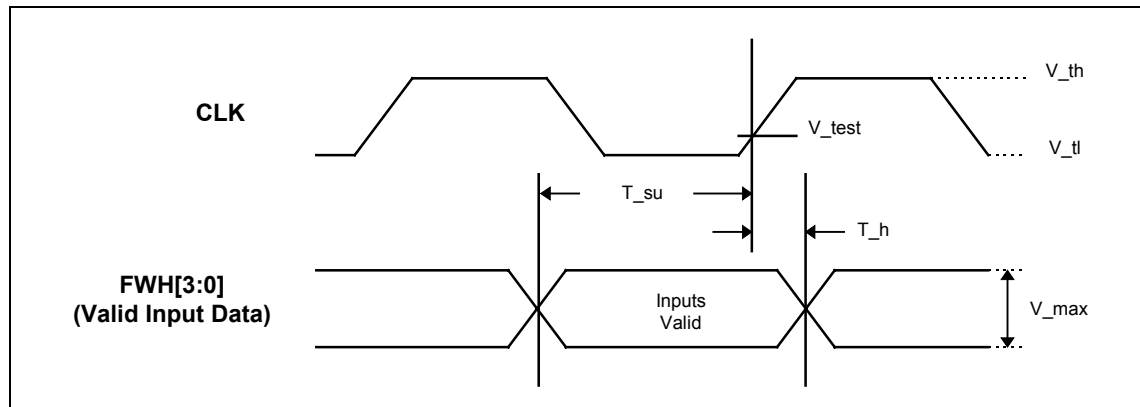 V_th
CLK
V_test
V_tl
T_su
T_h
FWH[3:0]
(Valid Input Data)
Inputs
Valid
V_max